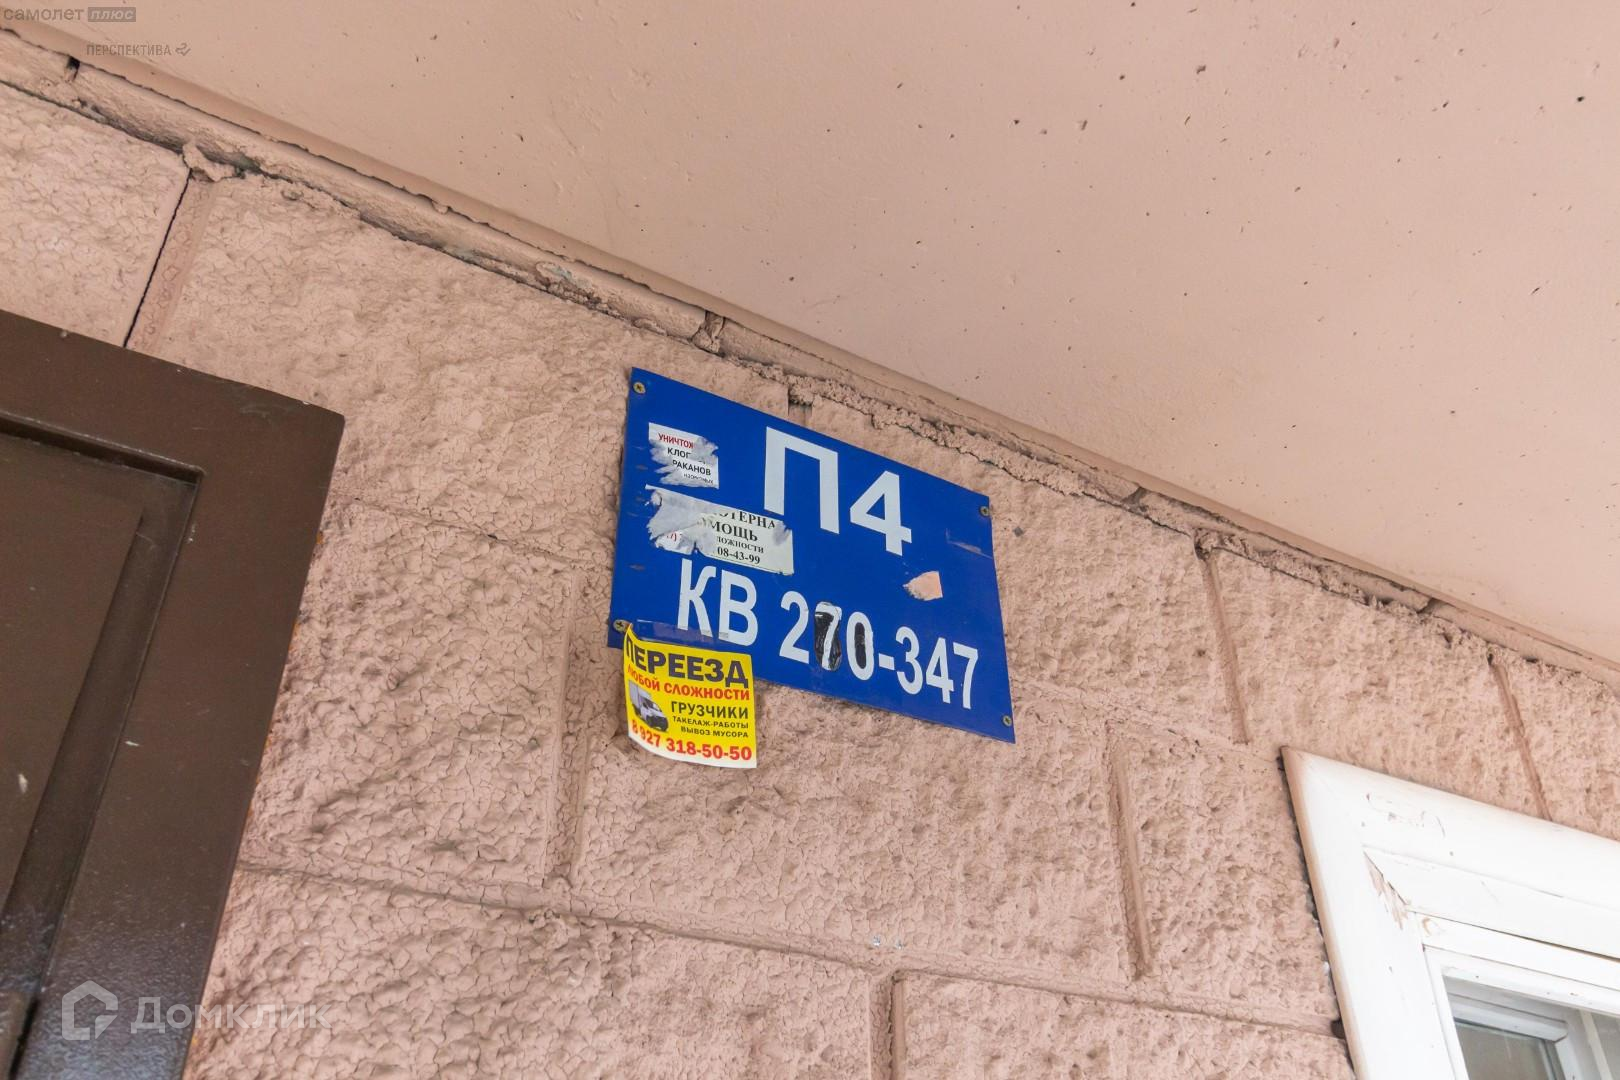 самолет плюс
ПЕРСПЕКТИВА
П4
КВ 270-347
УНИЧТОЖ
КЛОП
РАКАНОВ
ОТЕРНА
МОЩЬ
ложности
08-43-99
ПЕРЕЕЗД
ЛЮБОЙ СЛОЖНОСТИ
ГРУЗЧИКИ
ТАКЕЛАЖ-РАБОТЫ
ВЫВОЗ МУСОРА
8 927 318-50-50
Домклик